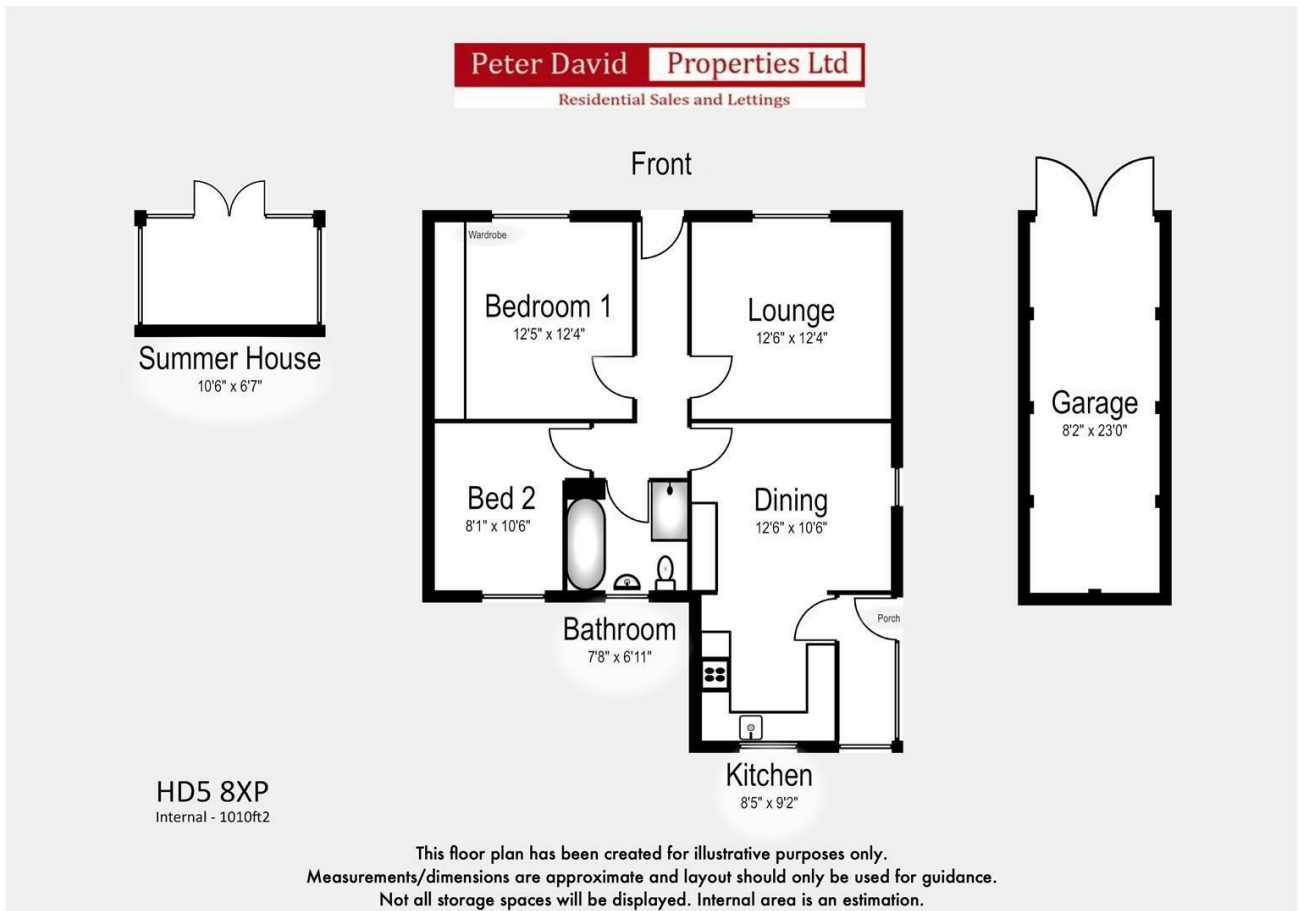 Peter David Properties Ltd
Residential Sales and Lettings
Front
Wardrobe
Bedroom 1
12'5" x 12'4"
Lounge
12'6" x 12'4"
Summer House
10'6" x 6'7"
Garage
8'2" x 23'0"
Bed 2
8'1" x 10'6"
Dining
12'6" x 10'6"
Porch
Bathroom
7'8" x 6'11"
Kitchen
8'5" x 9'2"
HD5 8XP
Internal - 1010ft2
This floor plan has been created for illustrative purposes only.
Measurements/dimensions are approximate and layout should only be used for guidance.
Not all storage spaces will be displayed. Internal area is an estimation.